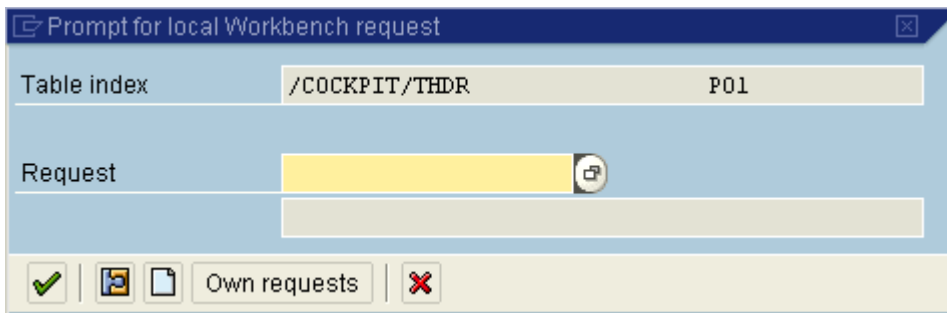 Prompt for local Workbench request
Table index /COCKPIT/THDR P01
Request
Own requests